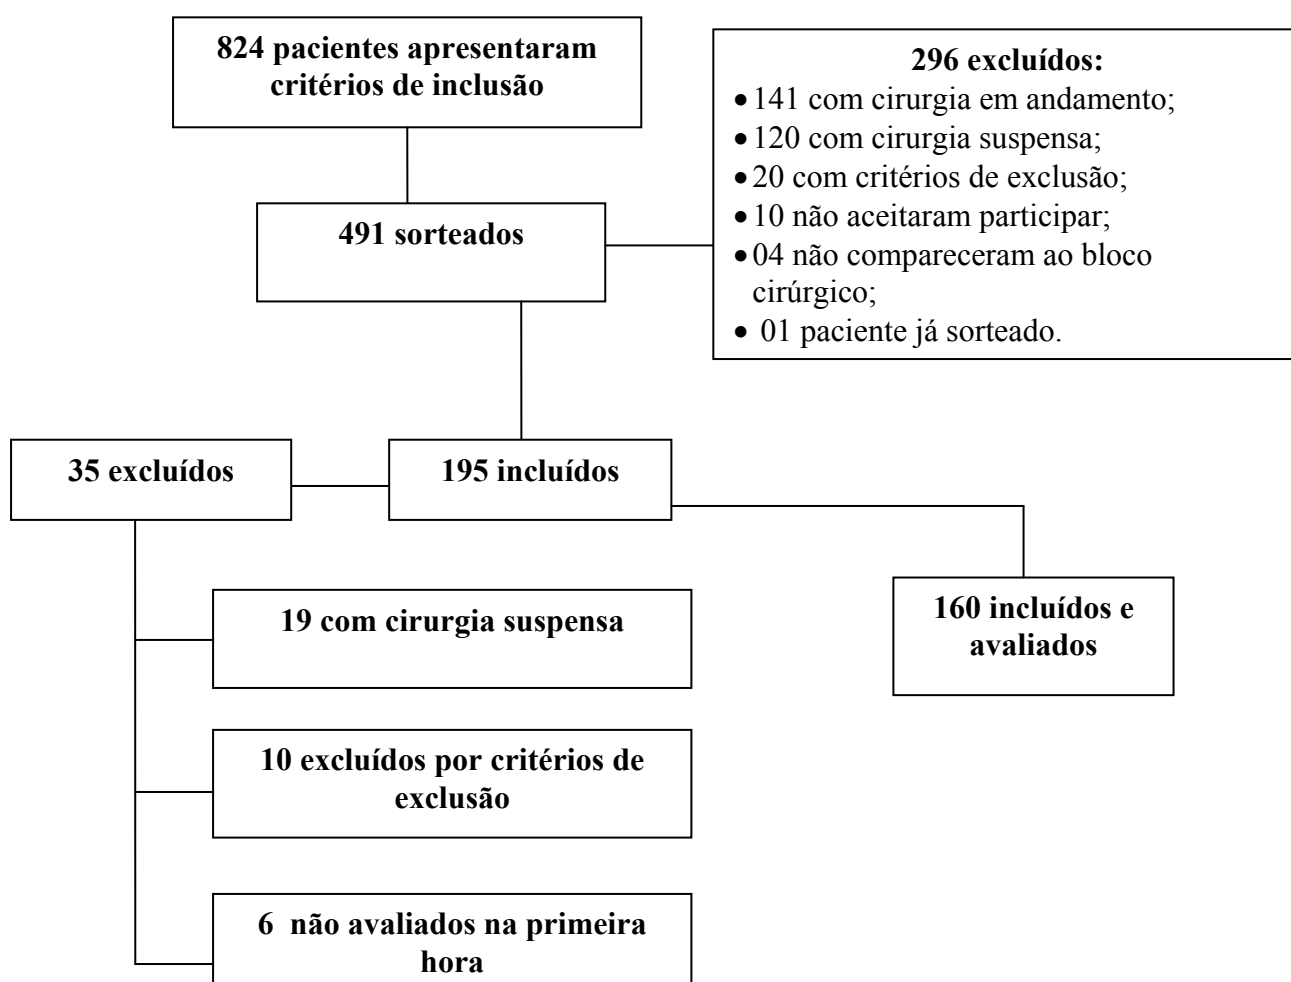 824 pacientes apresentaram
critérios de inclusão
296 excluídos:
• 141 com cirurgia em andamento;
• 120 com cirurgia suspensa;
• 20 com critérios de exclusão;
• 10 não aceitaram participar;
• 04 não compareceram ao bloco
cirúrgico;
• 01 paciente já sorteado.
491 sorteados
35 excluídos
195 incluídos
19 com cirurgia suspensa
160 incluídos e
avaliados
10 excluídos por critérios de
exclusão
6 não avaliados na primeira
hora